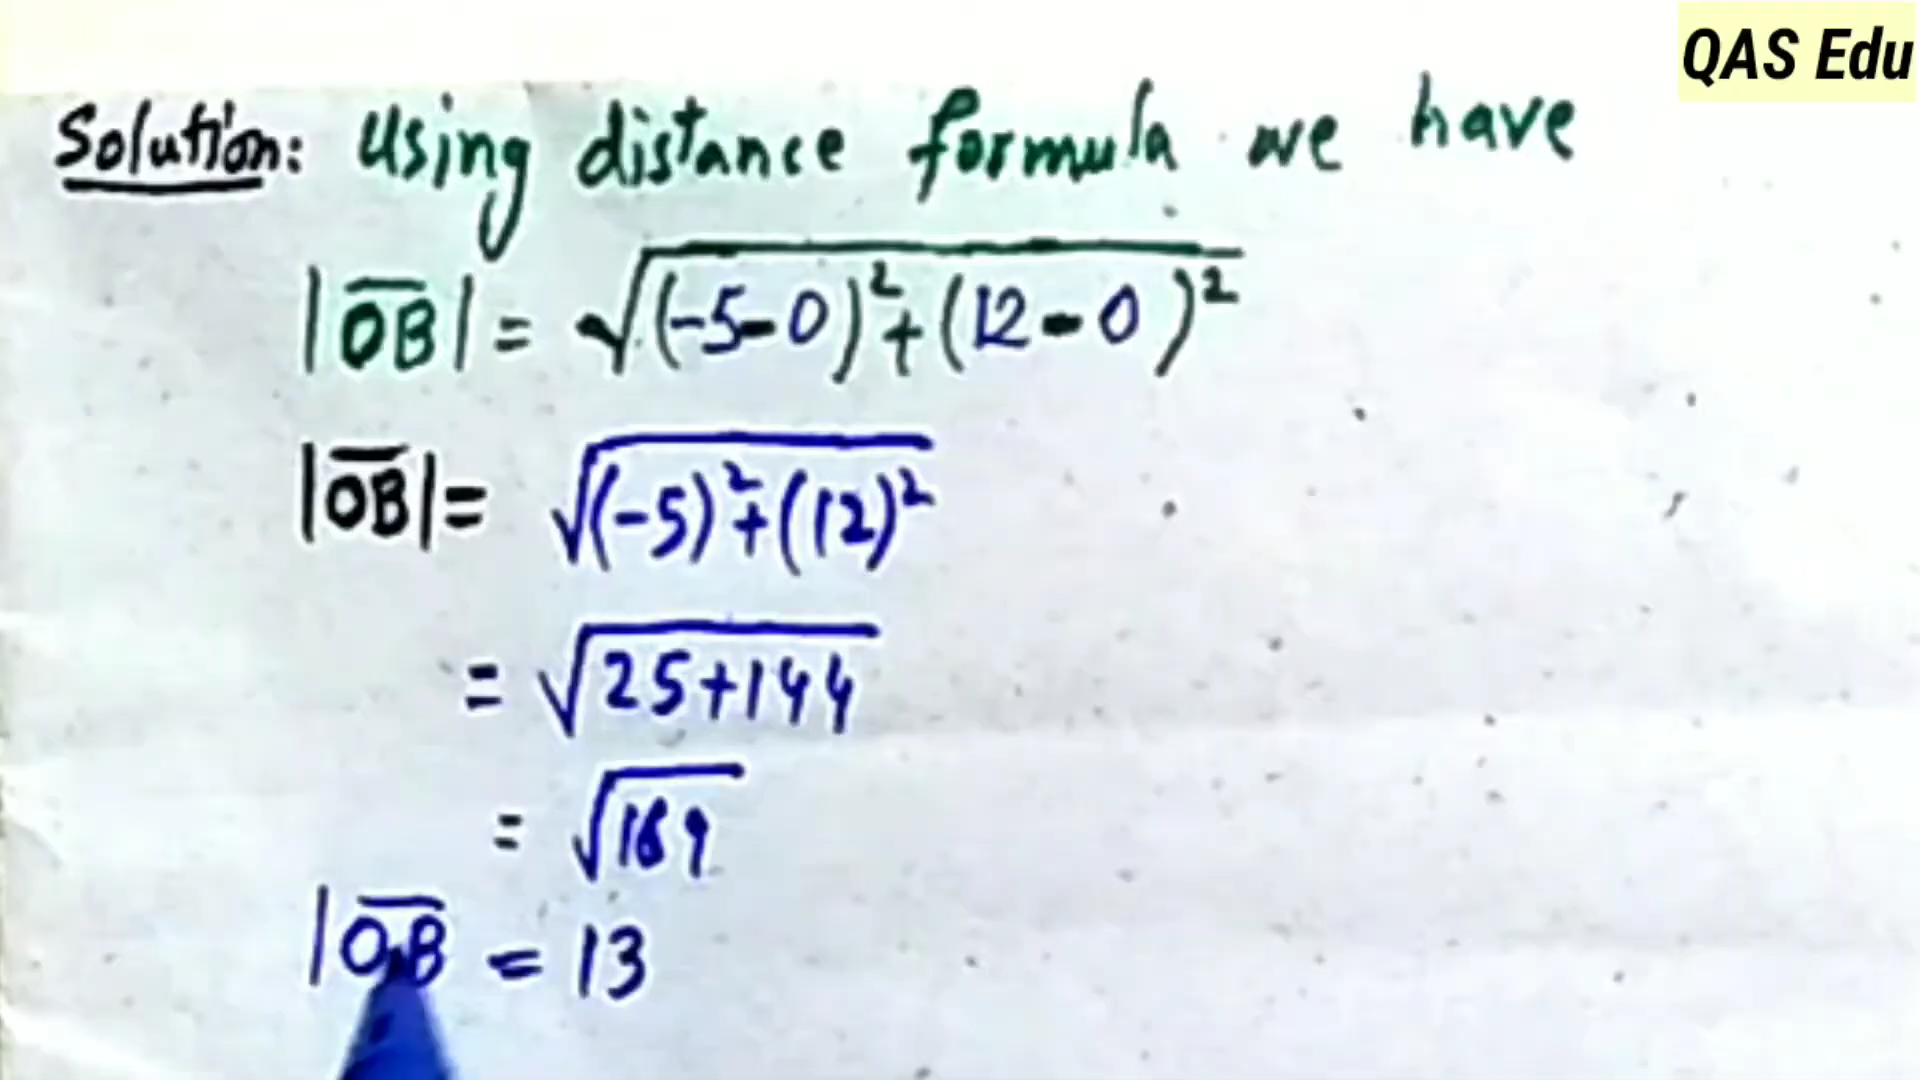 QAS Edu
Solution: Using distance formula we have
|OB̅| = √(-5-0)²+(12-0)²
|OB̅| = √(-5)²+(12)²
= √25+144
= √169
|OB̅ = 13